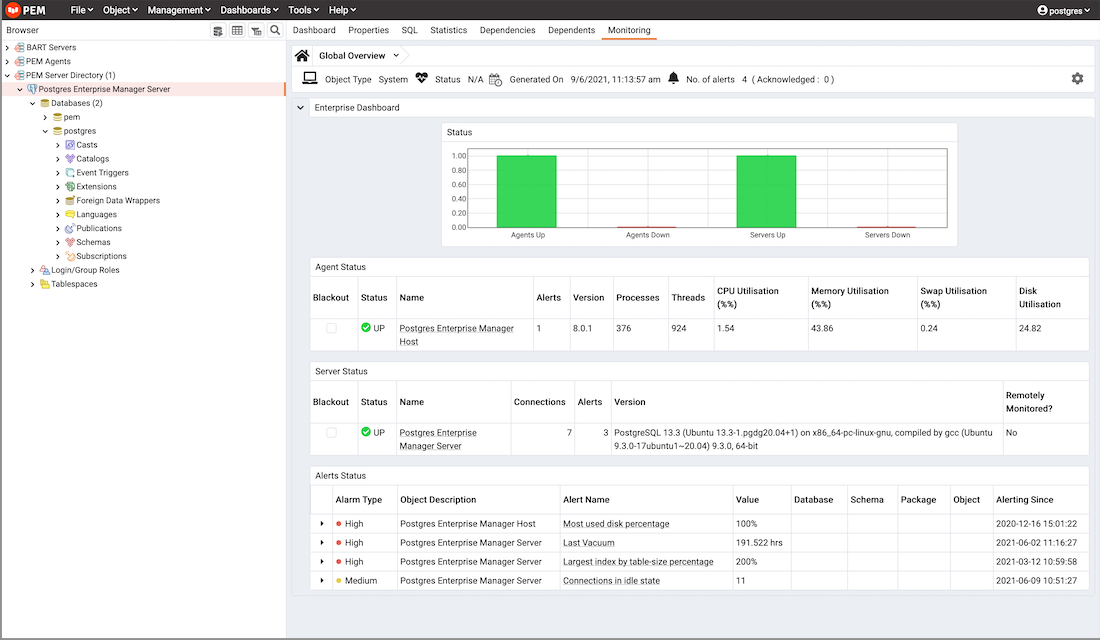 PEM File Object Management Dashboards Tools Help postgres
Browser
BART Servers
PEM Agents
PEM Server Directory (1)
Postgres Enterprise Manager Server
Databases (2)
pem
postgres
Casts
Catalogs
Event Triggers
Extensions
Foreign Data Wrappers
Languages
Publications
Schemas
Subscriptions
Login/Group Roles
Tablespaces
Dashboard Properties SQL Statistics Dependencies Dependents Monitoring
Global Overview
Object Type System Status N/A Generated On 9/6/2021, 11:13:57 am No. of alerts 4 ( Acknowledged : 0 )
Enterprise Dashboard
Status
1.00
0.80
0.60
0.40
0.20
0.00
Agents Up Agents Down Servers Up Servers Down
Agent Status
Blackout Status Name Alerts Version Processes Threads CPU Utilisation (%%) Memory Utilisation (%%) Swap Utilisation (%%) Disk Utilisation
UP Postgres Enterprise Manager Host 1 8.0.1 376 924 1.54 43.86 0.24 24.82
Server Status
Blackout Status Name Connections Alerts Version Remotely Monitored?
UP Postgres Enterprise Manager Server 7 3 PostgreSQL 13.3 (Ubuntu 13.3-1.pgdg20.04+1) on x86_64-pc-linux-gnu, compiled by gcc (Ubuntu 9.3.0-17ubuntu1~20.04) 9.3.0, 64-bit No
Alerts Status
Alarm Type Object Description Alert Name Value Database Schema Package Object Alerting Since
High Postgres Enterprise Manager Host Most used disk percentage 100% 2020-12-16 15:01:22
High Postgres Enterprise Manager Server Last Vacuum 191.522 hrs 2021-06-02 11:16:27
High Postgres Enterprise Manager Server Largest index by table-size percentage 200% 2021-03-12 10:59:58
Medium Postgres Enterprise Manager Server Connections in idle state 11 2021-06-09 10:51:27